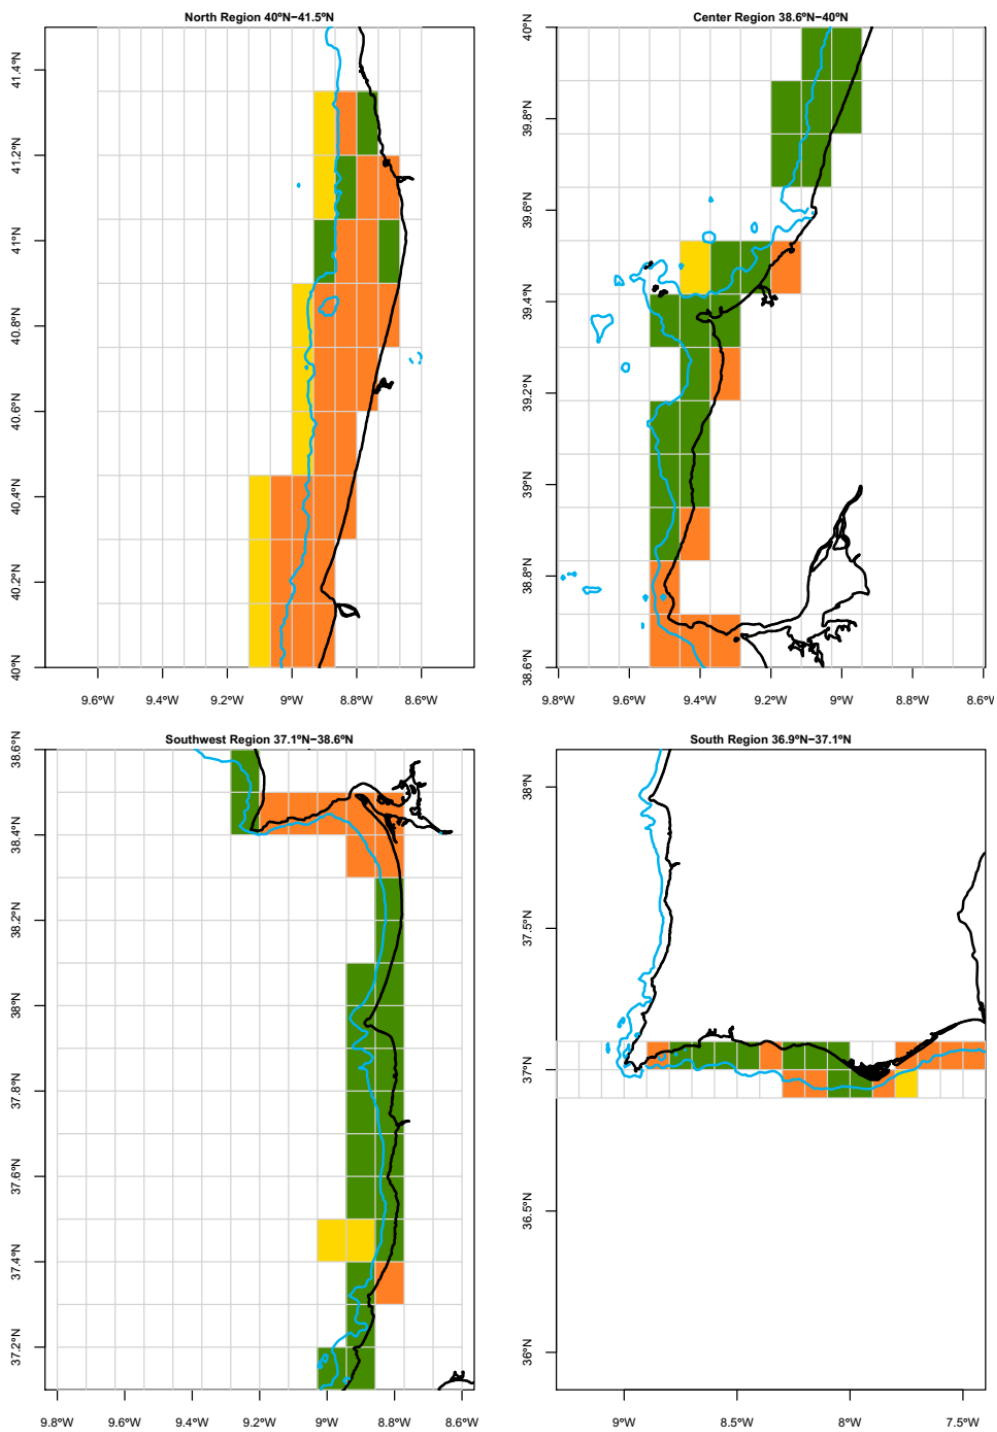 North Region 40ºN−41.5ºN
41.4ºN
41.2ºN
41ºN
40.8ºN
40.6ºN
40.4ºN
40.2ºN
40ºN
9.6ºW 9.4ºW 9.2ºW 9.0ºW 8.8ºW 8.6ºW
Center Region 38.6ºN−40ºN
40ºN
39.8ºN
39.6ºN
39.4ºN
39.2ºN
39ºN
38.8ºN
38.6ºN
9.8ºW 9.6ºW 9.4ºW 9.2ºW 9ºW 8.8ºW 8.6º
Southwest Region 37.1ºN−38.6ºN
38.6ºN
38.4ºN
38.2ºN
38ºN
37.8ºN
37.6ºN
37.4ºN
37.2ºN
9.8ºW 9.6ºW 9.4ºW 9.2ºW 9.0ºW 8.8ºW 8.6ºW
South Region 36.9ºN−37.1ºN
38ºN
37.5ºN
37ºN
36.5ºN
36ºN
9ºW 8.5ºW 8ºW 7.5ºW